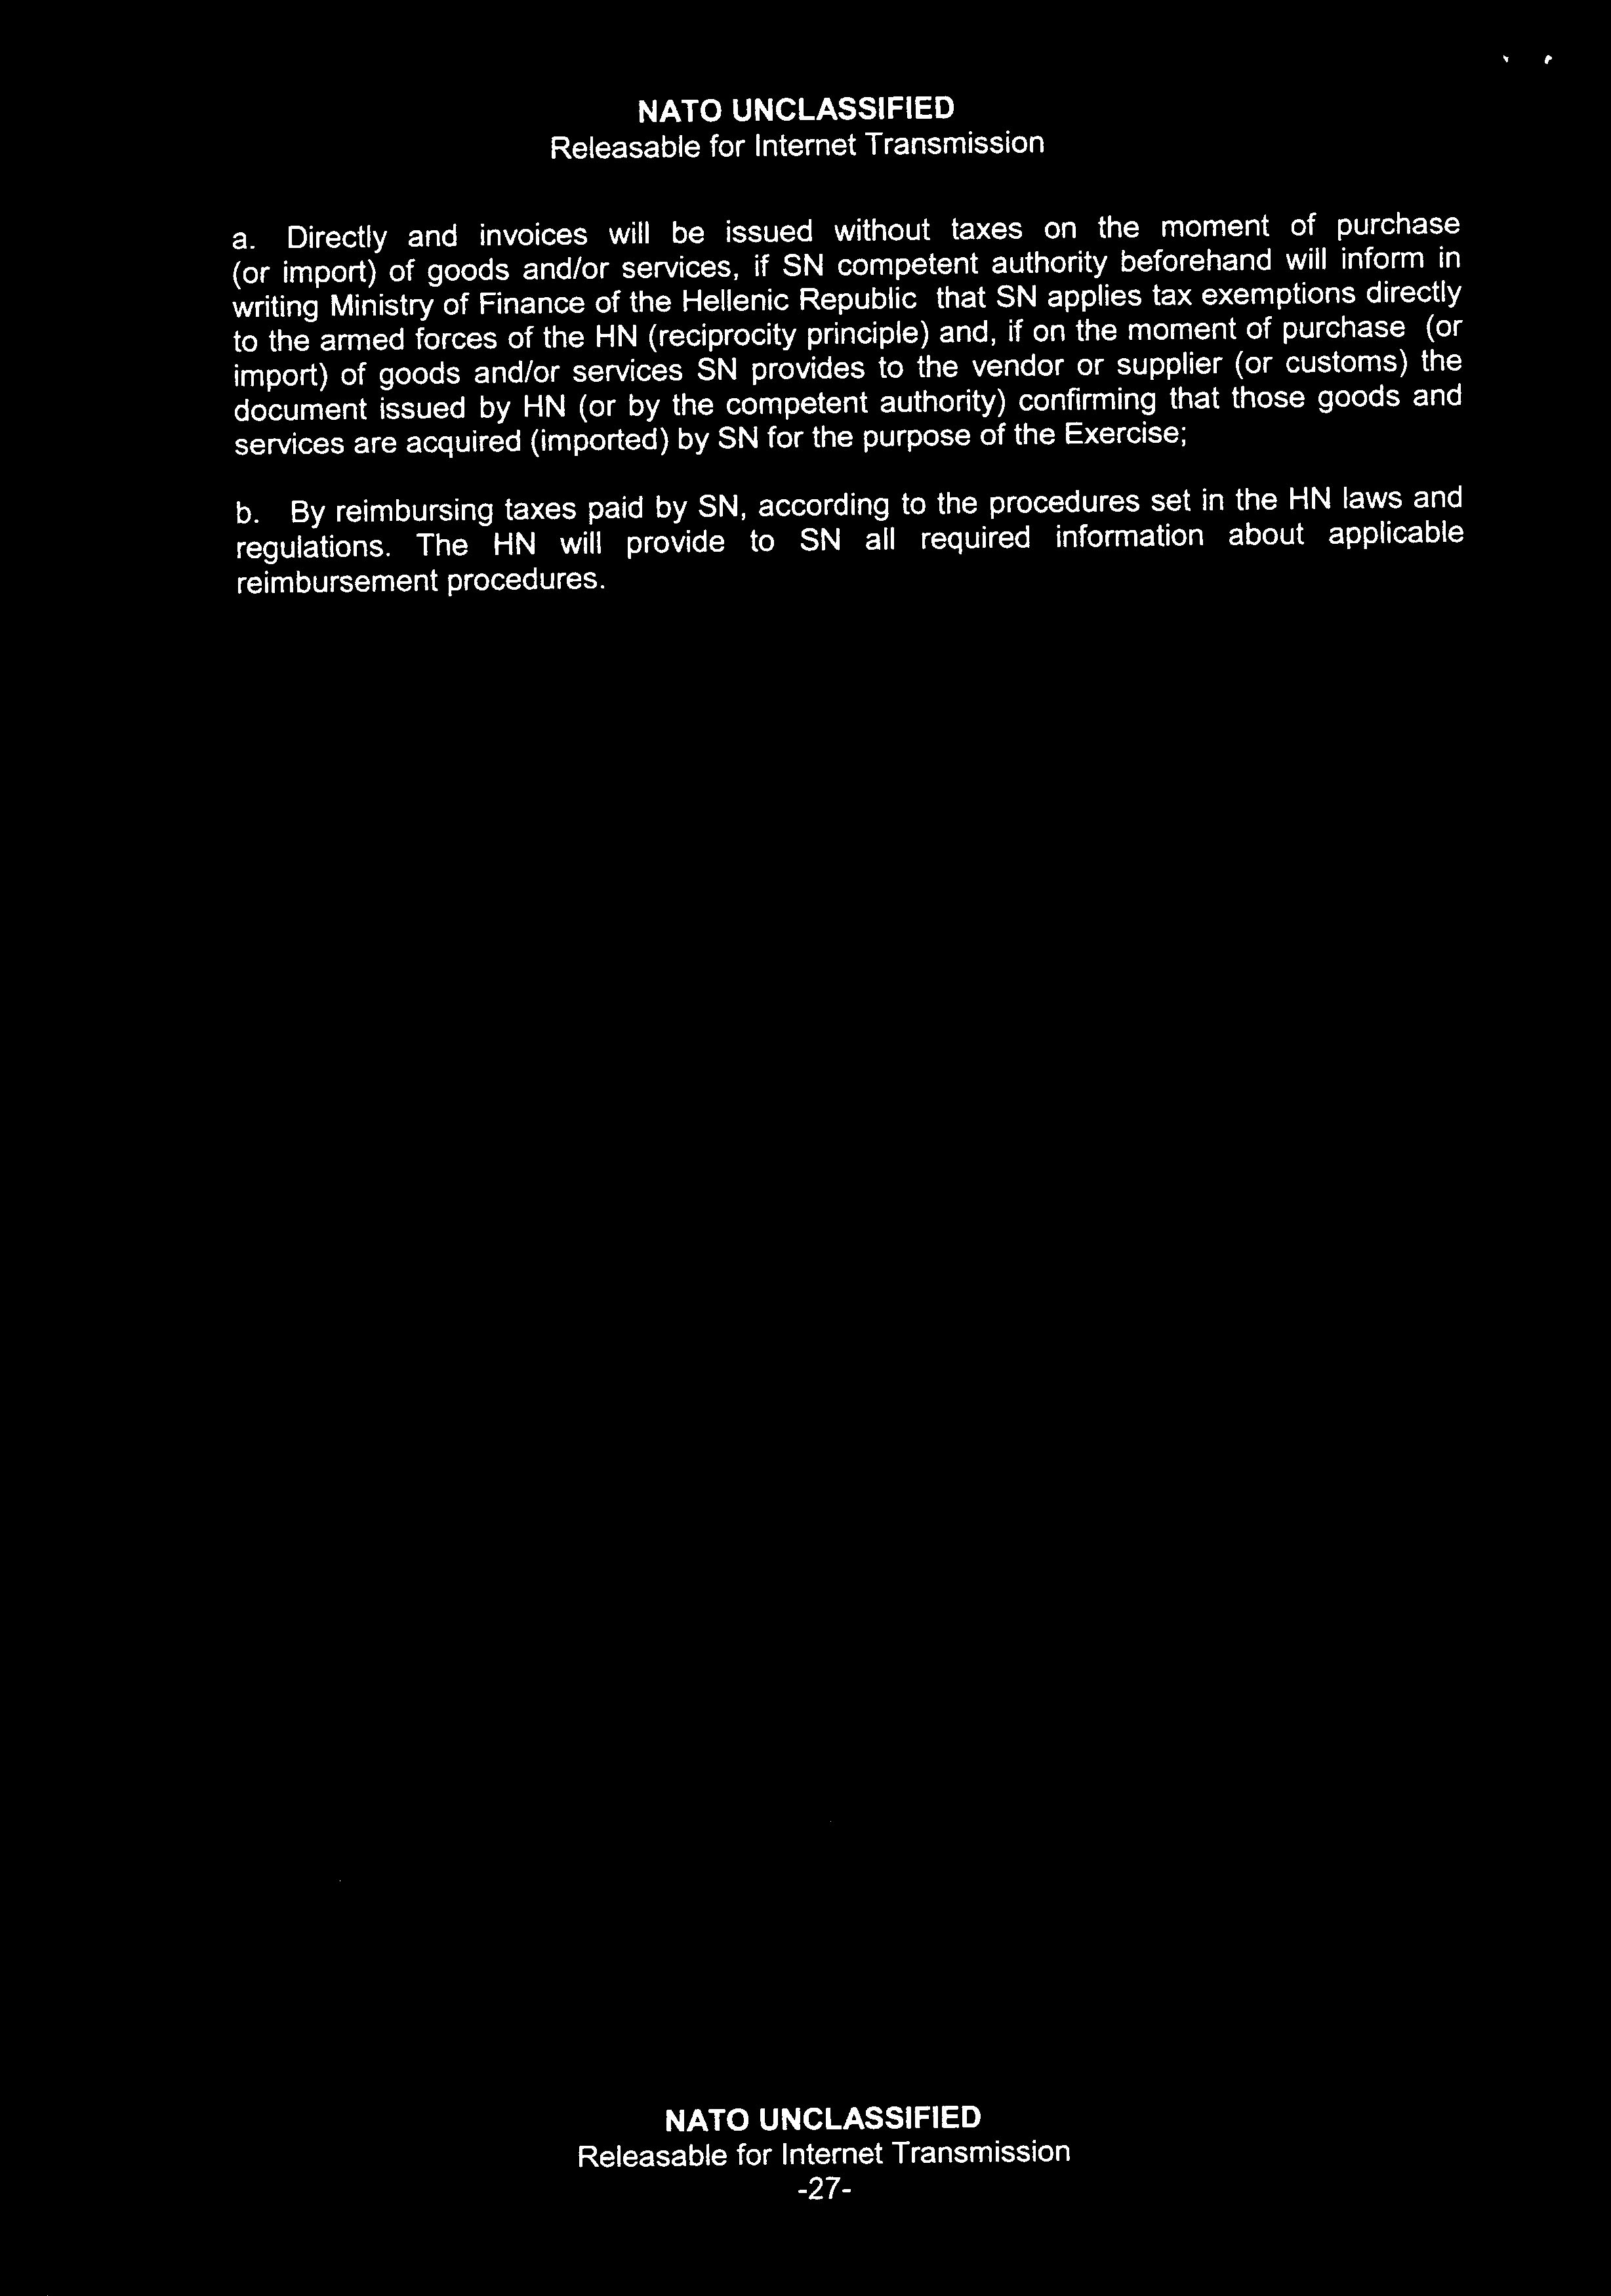 NATO UNCLASSIFIED
Releasable for Internet Transmission
a. Directly and invoices will be issued without taxes on the moment of purchase
(or import) of goods and/or services, if SN competent authority beforehand will inform in
writing Ministry of Finance of the Hellenic Republic that SN applies tax exemptions directly
to the armed forces of the HN (reciprocity principle) and, if on the moment of purchase (or
import) of goods and/or services SN provides to the vendor or supplier (or customs) the
document issued by HN (or by the competent authority) confirming that those goods and
services are acquired (imported) by SN for the purpose of the Exercise;
b. By reimbursing taxes paid by SN, according to the procedures set in the HN laws and
regulations. The HN will provide to SN all required information about applicable
reimbursement procedures.
NATO UNCLASSIFIED
Releasable for Internet Transmission
-27-